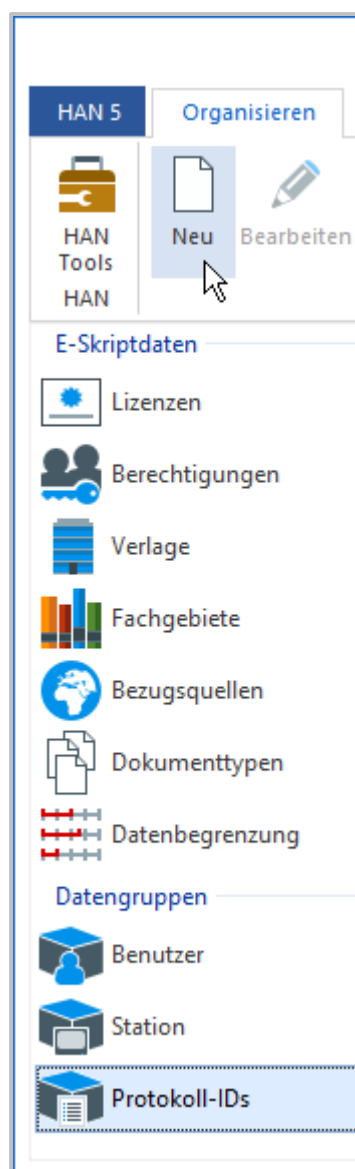 HAN 5 Organisieren
HAN Tools Neu Bearbeiten
HAN
E-Skriptdaten
Lizenzen
Berechtigungen
Verlage
Fachgebiete
Bezugsquellen
Dokumenttypen
Datenbegrenzung
Datengruppen
Benutzer
Station
Protokoll-IDs